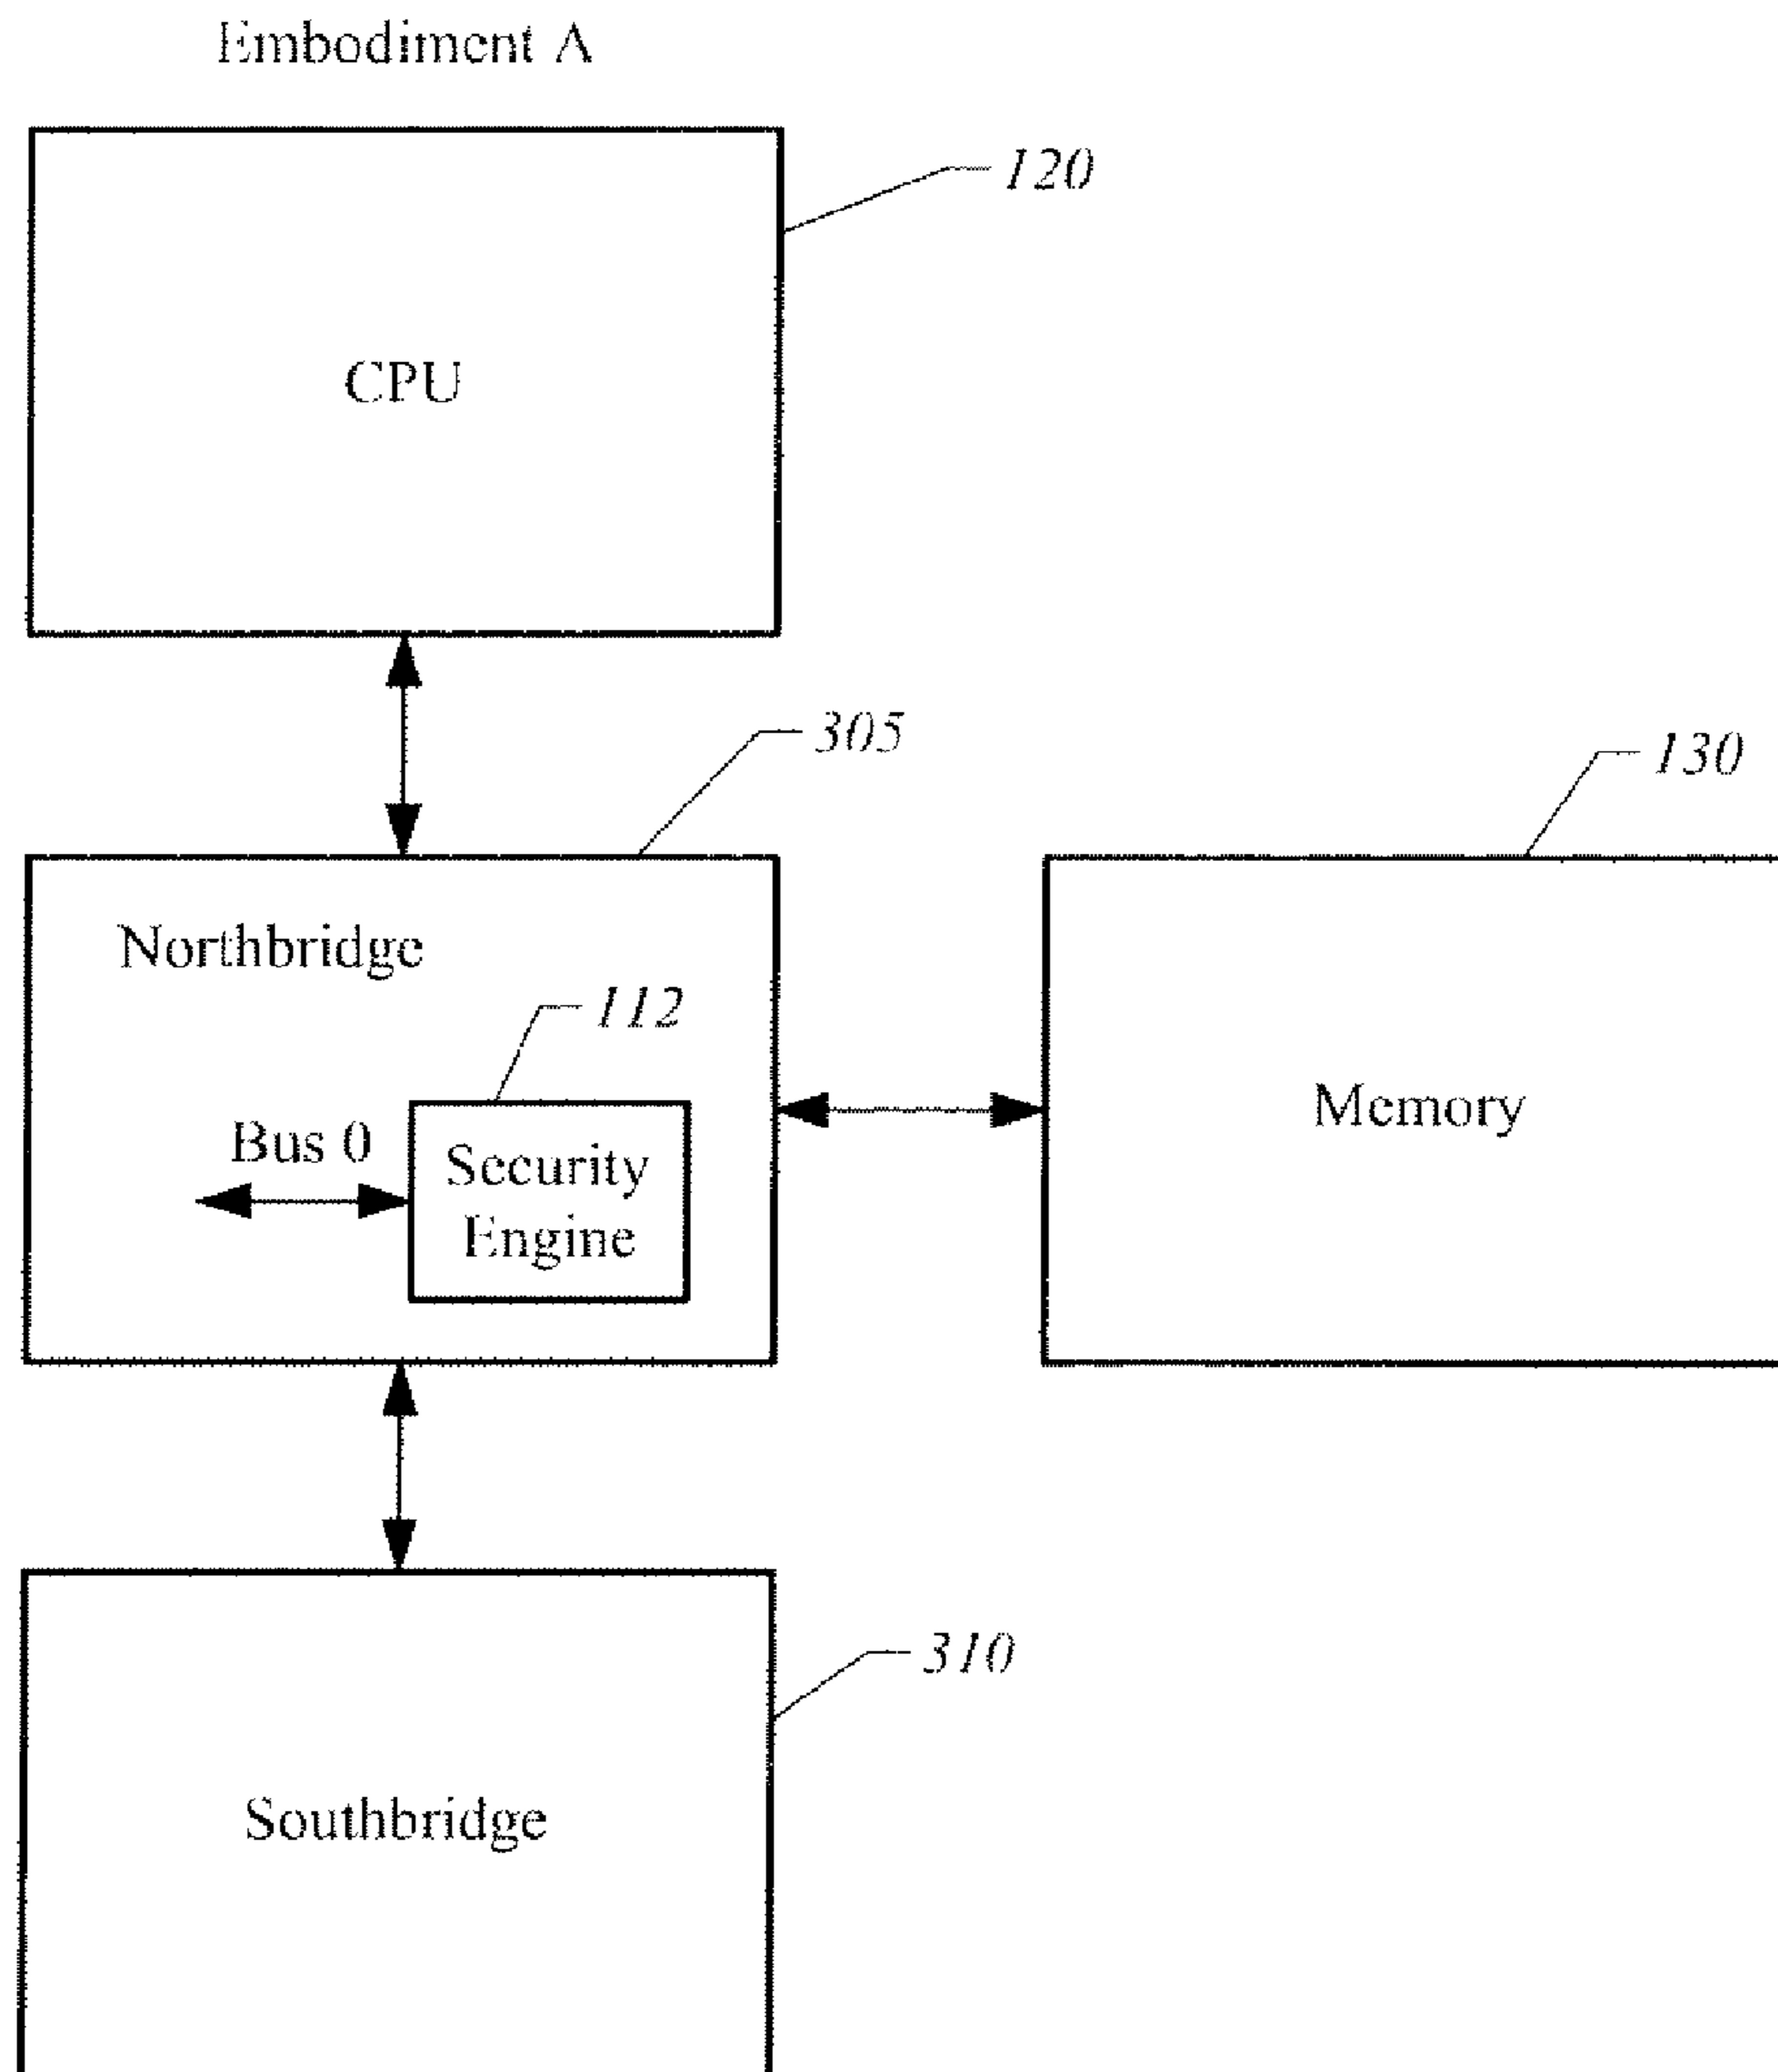 Embodiment A
120
CPU
305
130
Northbridge
112
Memory
Bus 0
Security
Engine
310
Southbridge